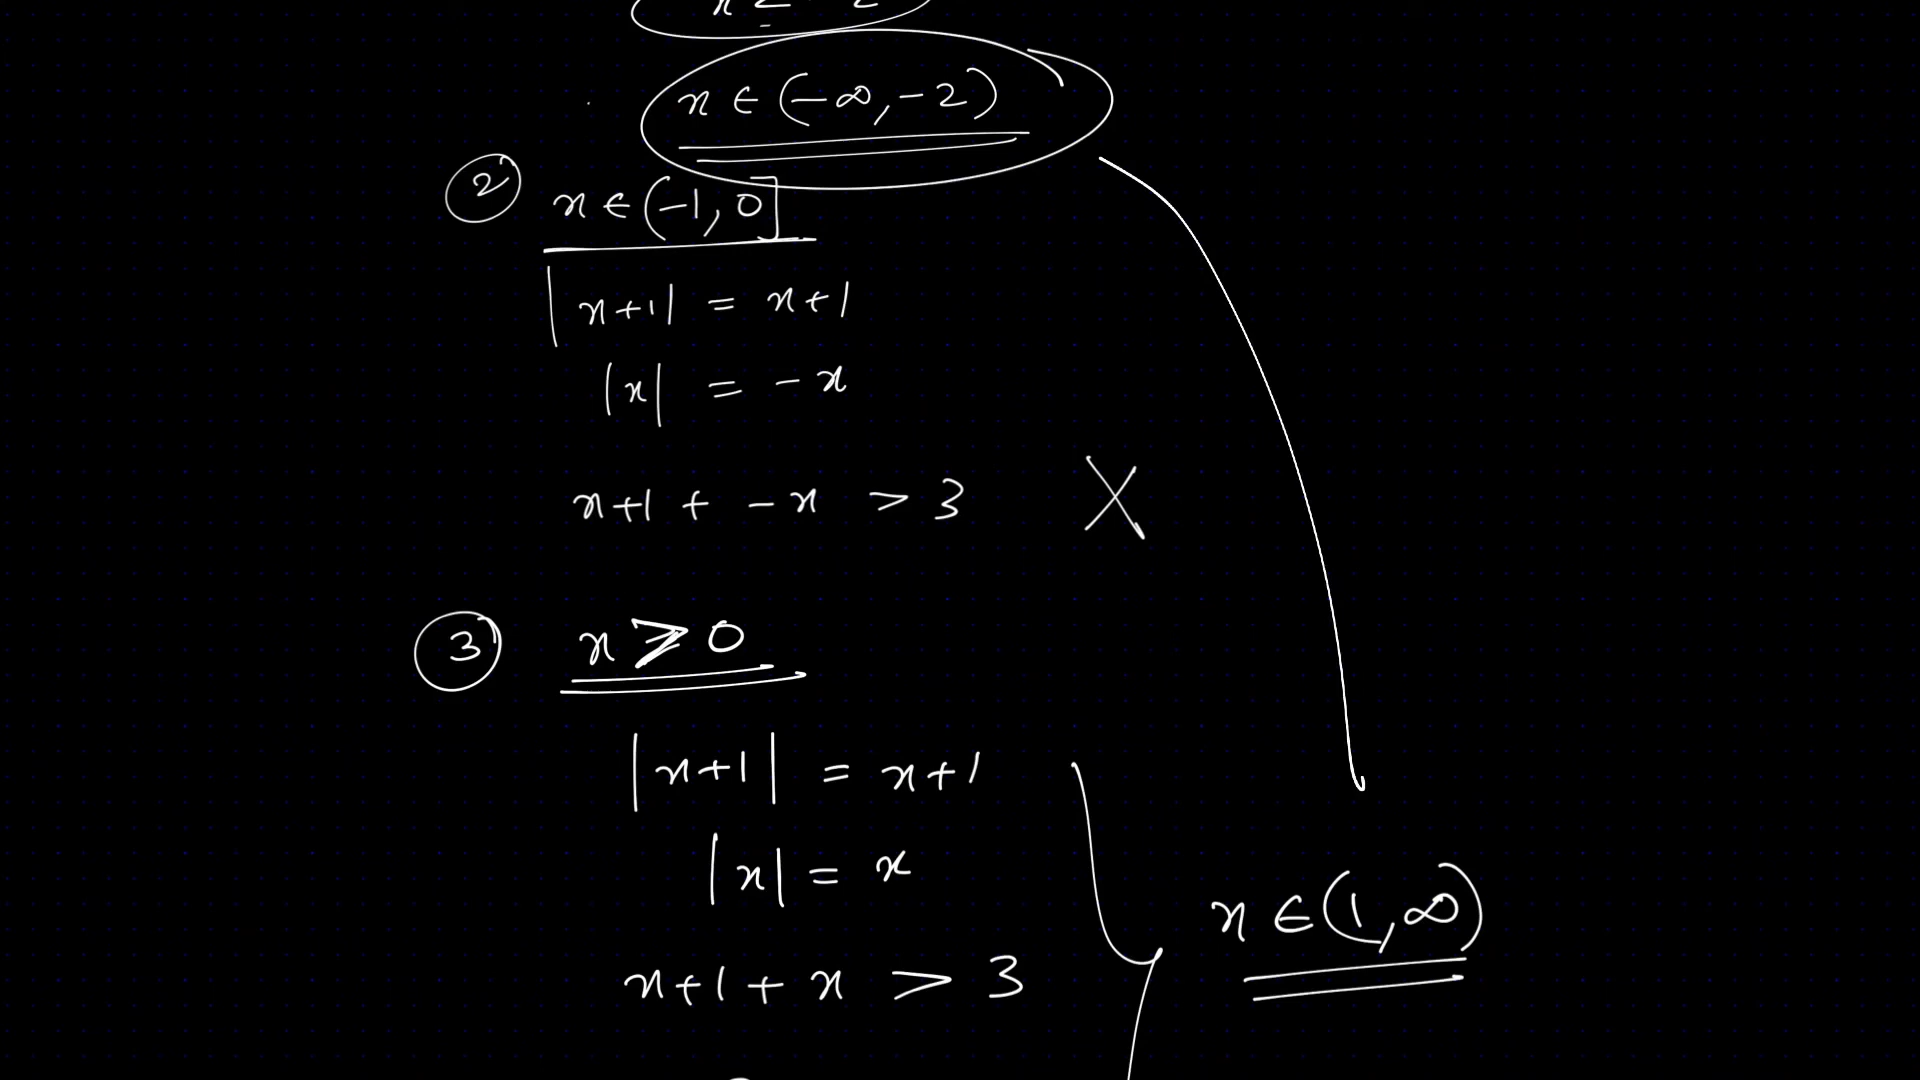 x ∈ (-∞, -2)
② x ∈ (-1, 0]
|x+1| = x+1
|x| = -x
x+1 + -x > 3 X
③ x ≥ 0
|x+1| = x+1
|x| = x
x ∈ (1, ∞)
x+1+x > 3